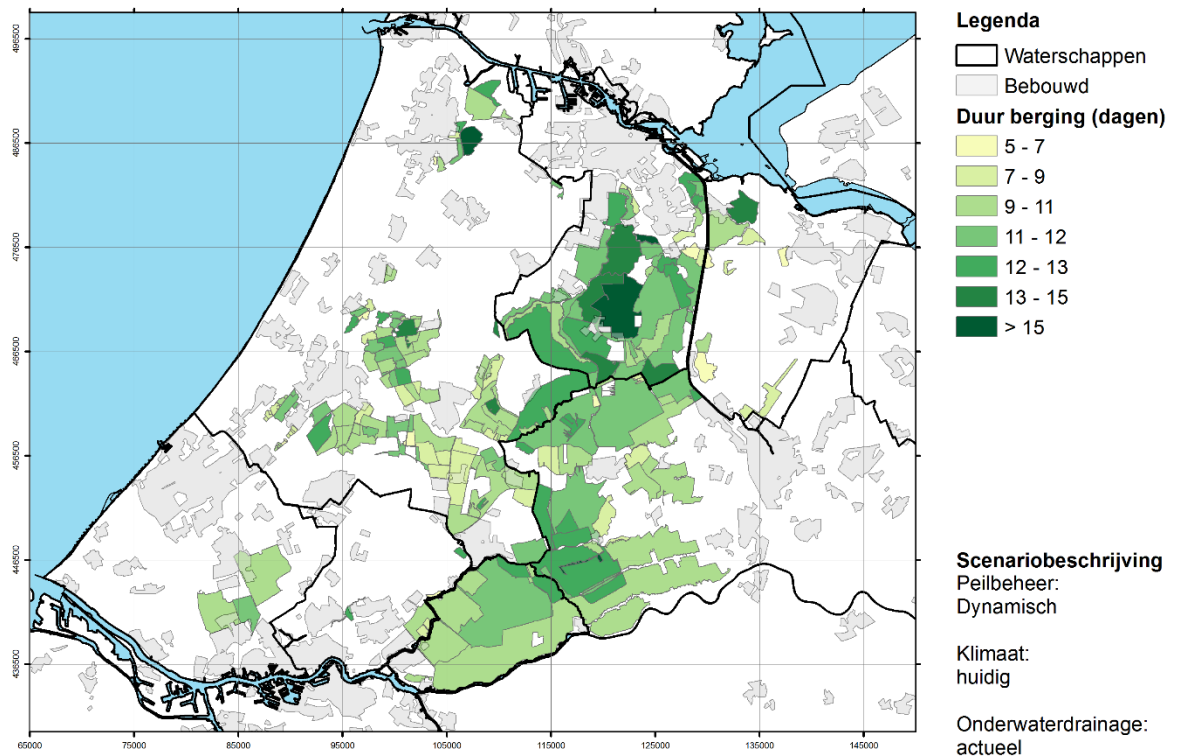 Legenda
Waterschappen
Bebouwd
Duur berging (dagen)
5 - 7
7 - 9
9 - 11
11 - 12
12 - 13
13 - 15
> 15
Scenariobeschrijving
Peilbeheer:
Dynamisch
Klimaat:
huidig
Onderwaterdrainage:
actueel
496500
486500
476500
466500
456500
446500
436500
65000 75000 85000 95000 105000 115000 125000 135000 145000